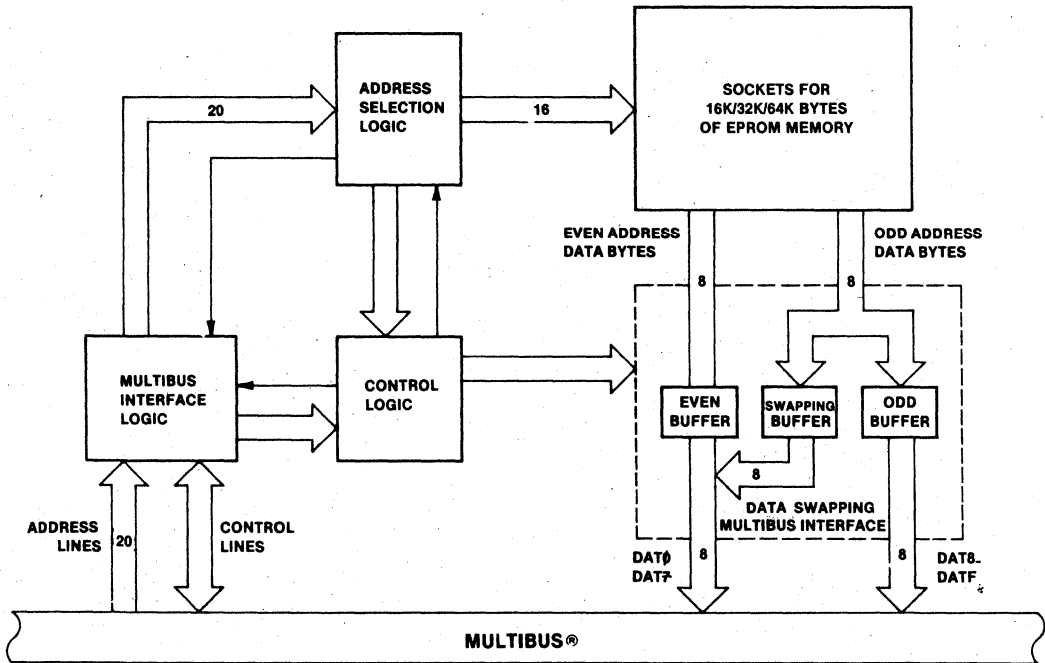 ADDRESS
SELECTION
LOGIC
20
16
SOCKETS FOR
16K/32K/64K BYTES
OF EPROM MEMORY
EVEN ADDRESS
DATA BYTES
ODD ADDRESS
DATA BYTES
8
8
MULTIBUS
INTERFACE
LOGIC
CONTROL
LOGIC
EVEN
BUFFER
SWAPPING
BUFFER
ODD
BUFFER
8
DATA SWAPPING
MULTIBUS INTERFACE
ADDRESS
LINES
20
CONTROL
LINES
DAT0
DAT7
8
8
DAT8-
DATF
MULTIBUS®